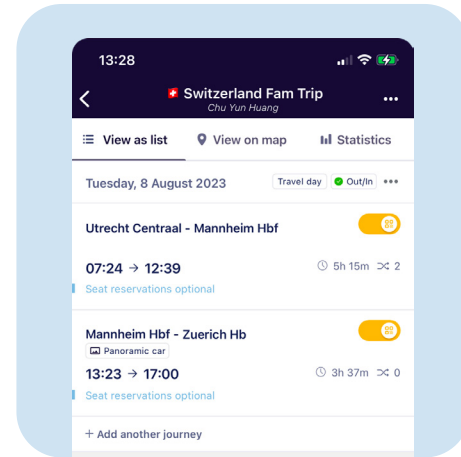 13:28
Switzerland Fam Trip
Chu Yun Huang
View as list View on map Statistics
Tuesday, 8 August 2023 Travel day Out/In
Utrecht Centraal - Mannheim Hbf
07:24 → 12:39 5h 15m 2
Seat reservations optional
Mannheim Hbf - Zuerich Hb
Panoramic car
13:23 → 17:00 3h 37m 0
Seat reservations optional
+ Add another journey